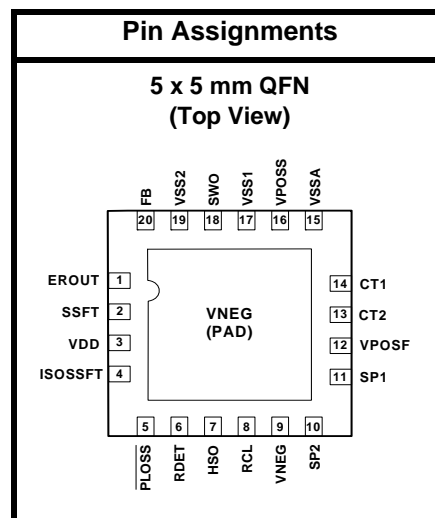 Pin Assignments
5 x 5 mm QFN
(Top View)
FB
VSS2
SWO
VSS1
VPOSS
VSSA
20
19
18
17
16
15
EROUT 1
SSFT 2
VDD 3
ISOSSFT 4
VNEG
(PAD)
14 CT1
13 CT2
12 VPOSF
11 SP1
5
6
7
8
9
10
PLOSS
RDET
HSO
RCL
VNEG
SP2